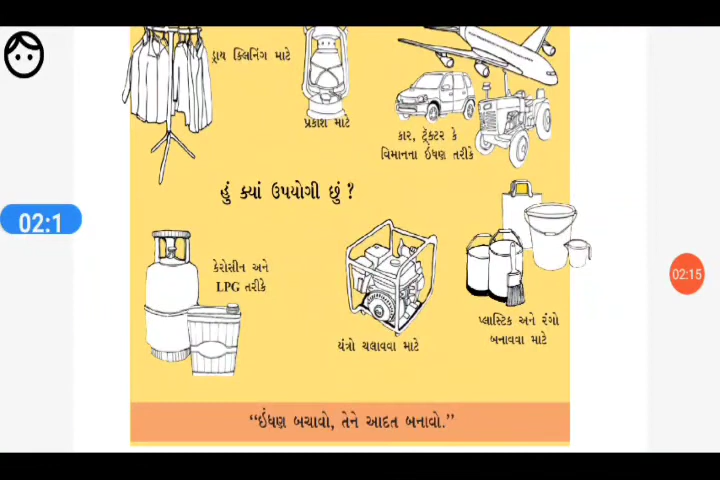 ડ્રાય ક્લિનિંગ માટે
પ્રકાશ માટે
કાર, ટ્રેક્ટર કે
વિમાનના ઇંધણ તરીકે
હું ક્યાં ઉપયોગી છું ?
02:1
કેરોસીન અને
LPG તરીકે
02:15
યંત્રો ચલાવવા માટે
પ્લાસ્ટિક અને રંગો
બનાવવા માટે
“ઇંધણ બચાવો, તેને આદત બનાવો.”